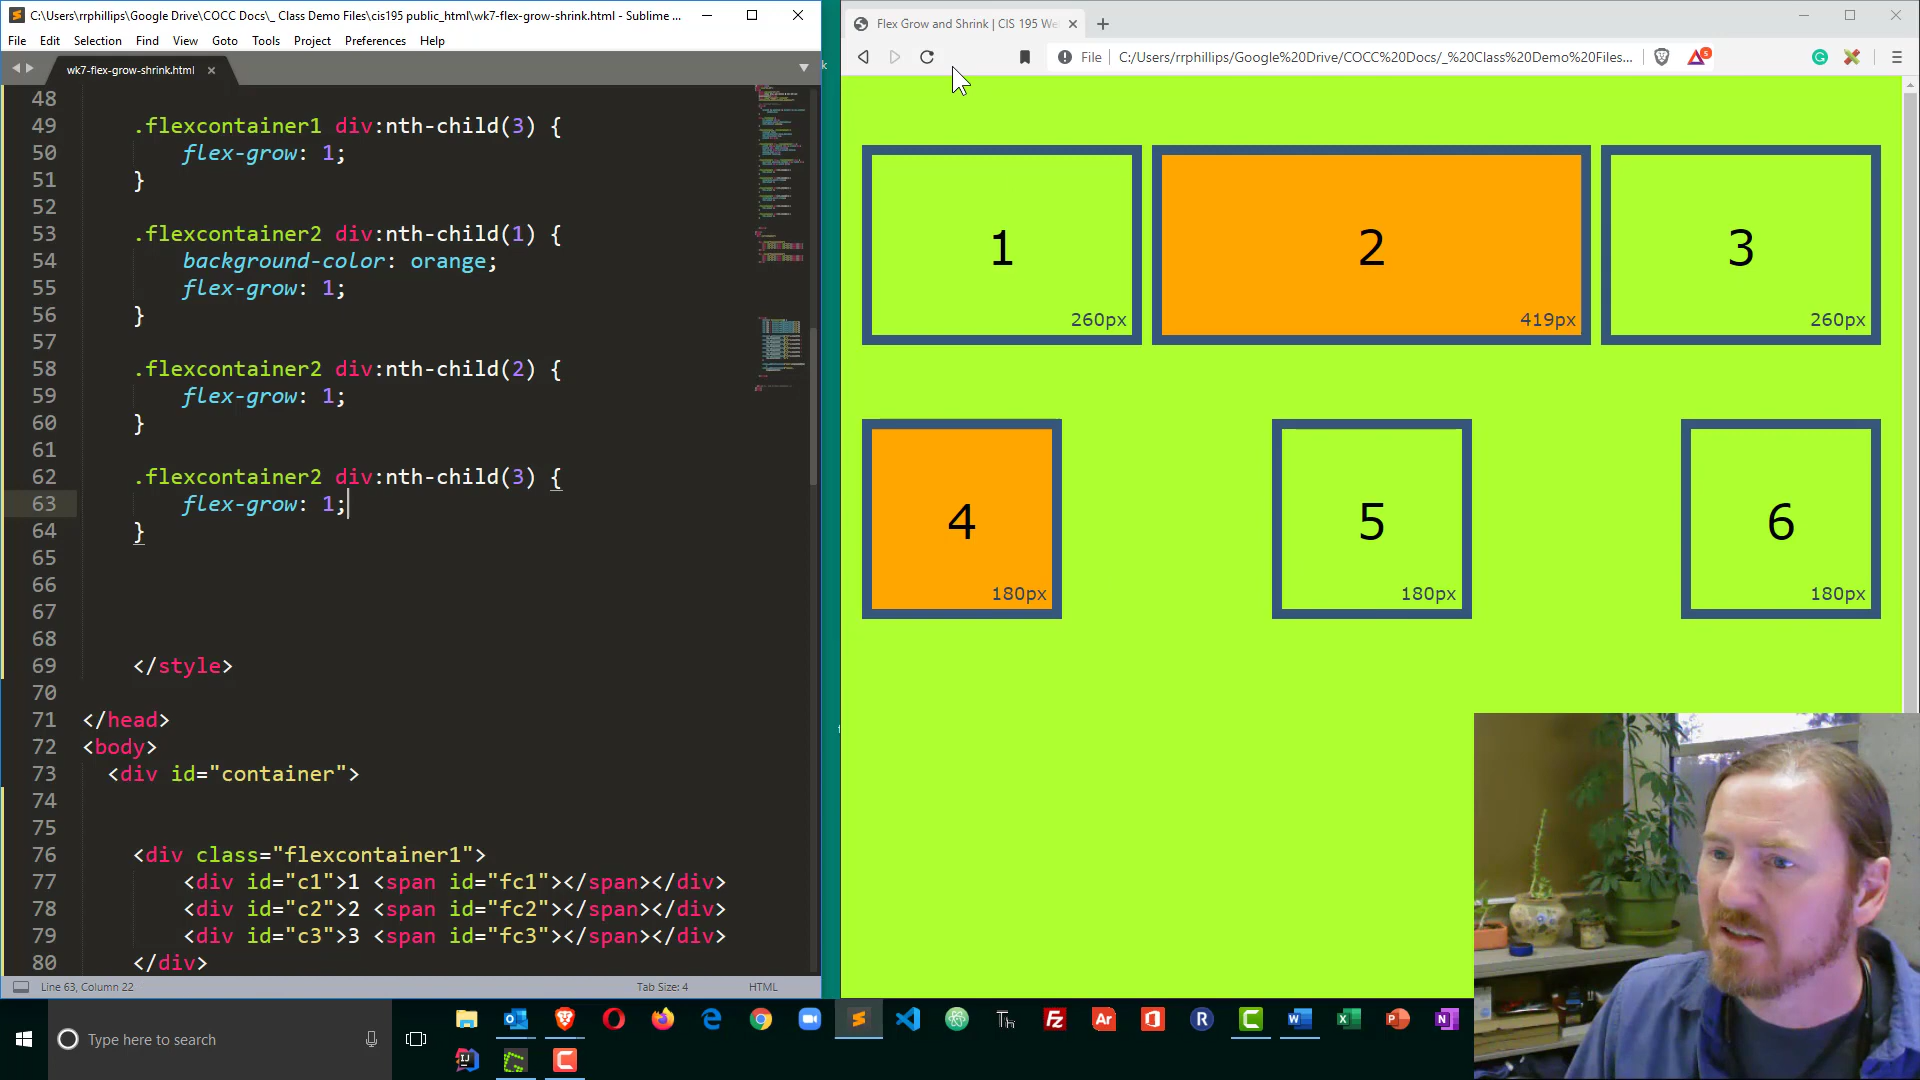 C:\Users\rrphillips\Google Drive\COCC Docs\_ Class Demo Files\cis195 public_html\wk7-flex-grow-shrink.html - Sublime ...
File Edit Selection Find View Goto Tools Project Preferences Help
wk7-flex-grow-shrink.html
48
49 .flexcontainer1 div:nth-child(3) {
50 flex-grow: 1;
51 }
52
53 .flexcontainer2 div:nth-child(1) {
54 background-color: orange;
55 flex-grow: 1;
56 }
57
58 .flexcontainer2 div:nth-child(2) {
59 flex-grow: 1;
60 }
61
62 .flexcontainer2 div:nth-child(3) {
63 flex-grow: 1;
64 }
65
66
67
68
69 </style>
70
71 </head>
72 <body>
73 <div id="container">
74
75
76 <div class="flexcontainer1">
77 <div id="c1">1 <span id="fc1"></span></div>
78 <div id="c2">2 <span id="fc2"></span></div>
79 <div id="c3">3 <span id="fc3"></span></div>
80 </div>
Line 63, Column 22 Tab Size: 4 HTML
Flex Grow and Shrink | CIS 195 We
File C:/Users/rrphillips/Google%20Drive/COCC%20Docs/_%20Class%20Demo%20Files... 5
1 2 3
260px 419px 260px
4 5 6
180px 180px 180px
Type here to search